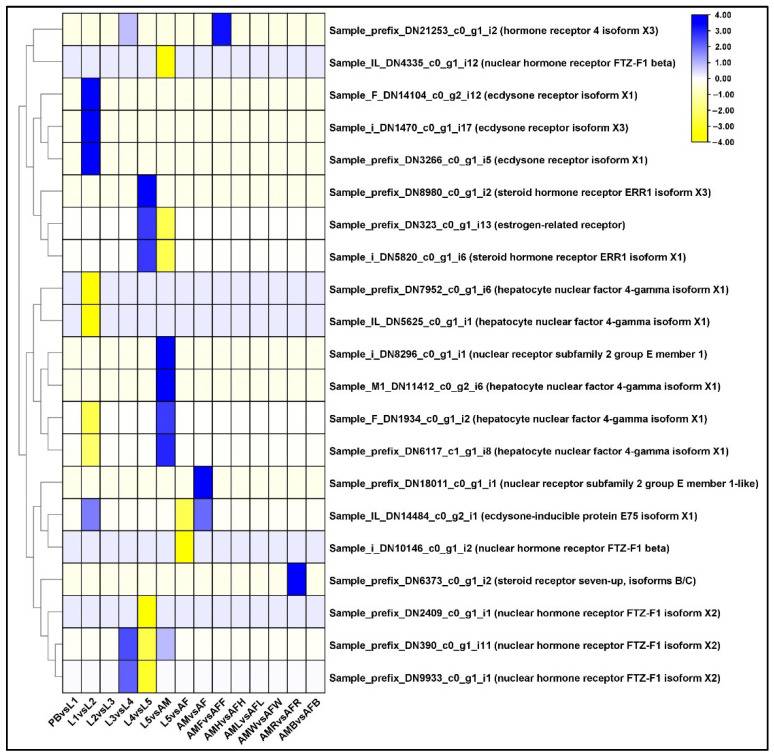 Sample_prefix_DN21253_c0_g1_i2 (hormone receptor 4 isoform X3)
Sample_IL_DN4335_c0_g1_i12 (nuclear hormone receptor FTZ-F1 beta)
Sample_F_DN14104_c0_g2_i12 (ecdysone receptor isoform X1)
Sample_i_DN1470_c0_g1_i17 (ecdysone receptor isoform X3)
Sample_prefix_DN3266_c0_g1_i5 (ecdysone receptor isoform X1)
Sample_prefix_DN8980_c0_g1_i2 (steroid hormone receptor ERR1 isoform X3)
Sample_prefix_DN323_c0_g1_i13 (estrogen-related receptor)
Sample_i_DN5820_c0_g1_i6 (steroid hormone receptor ERR1 isoform X1)
Sample_prefix_DN7952_c0_g1_i6 (hepatocyte nuclear factor 4-gamma isoform X1)
Sample_IL_DN5625_c0_g1_i1 (hepatocyte nuclear factor 4-gamma isoform X1)
Sample_i_DN8296_c0_g1_i1 (nuclear receptor subfamily 2 group E member 1)
Sample_M1_DN11412_c0_g2_i6 (hepatocyte nuclear factor 4-gamma isoform X1)
Sample_F_DN1934_c0_g1_i2 (hepatocyte nuclear factor 4-gamma isoform X1)
Sample_prefix_DN6117_c1_g1_i8 (hepatocyte nuclear factor 4-gamma isoform X1)
Sample_prefix_DN18011_c0_g1_i1 (nuclear receptor subfamily 2 group E member 1-like)
Sample_IL_DN14484_c0_g2_i1 (ecdysone-inducible protein E75 isoform X1)
Sample_i_DN10146_c0_g1_i2 (nuclear hormone receptor FTZ-F1 beta)
Sample_prefix_DN6373_c0_g1_i2 (steroid receptor seven-up, isoforms B/C)
Sample_prefix_DN2409_c0_g1_i1 (nuclear hormone receptor FTZ-F1 isoform X2)
Sample_prefix_DN390_c0_g1_i11 (nuclear hormone receptor FTZ-F1 isoform X2)
Sample_prefix_DN9933_c0_g1_i1 (nuclear hormone receptor FTZ-F1 isoform X2)
4.00
3.00
2.00
1.00
0.00
−1.00
−2.00
−3.00
−4.00
PBvsL1
L1vsL2
L2vsL3
L3vsL4
L4vsL5
L5vsAM
L5vsAF
AMvsAF
AMFvsAFF
AMHvsAFH
AMLvsAFL
AMWvsAFW
AMRvsAFR
AMBvsAFB